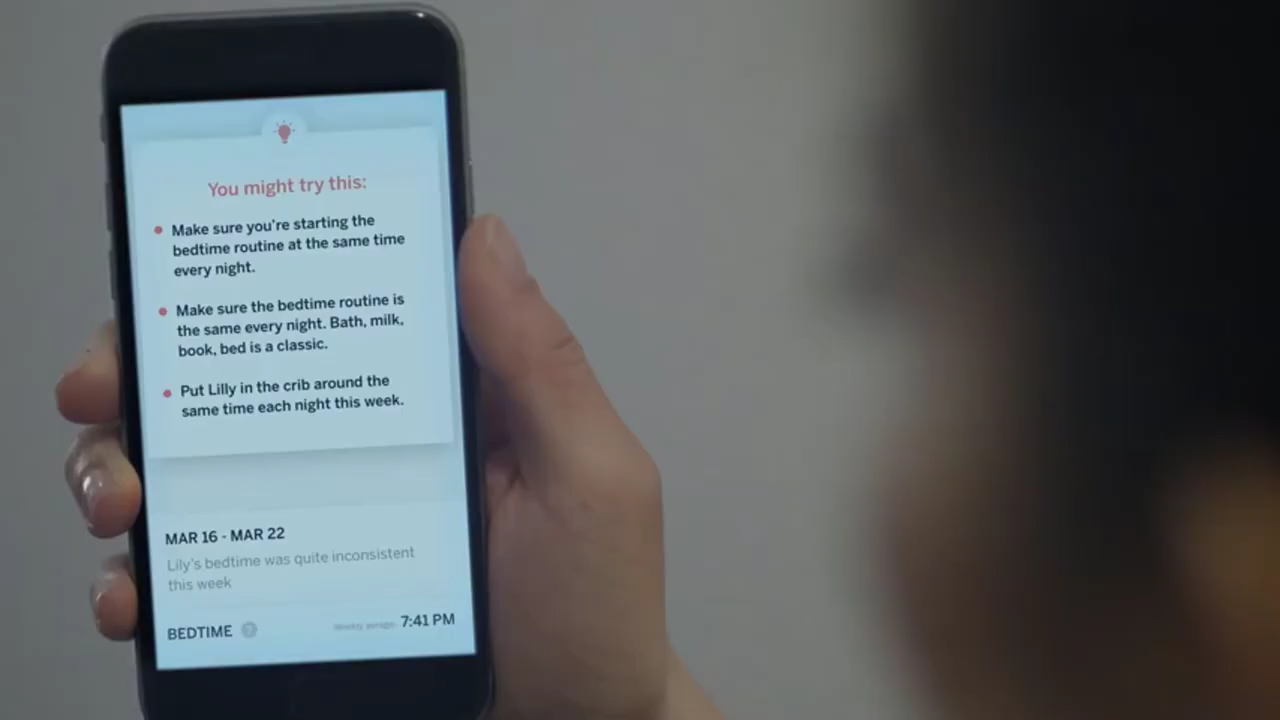 You might try this:
Make sure you're starting the
bedtime routine at the same time
every night.
Make sure the bedtime routine is
the same every night. Bath, milk,
book, bed is a classic.
Put Lilly in the crib around the
same time each night this week.
MAR 16 - MAR 22
Lily's bedtime was quite inconsistent
this week
BEDTIME ? Weekly average 7:41 PM